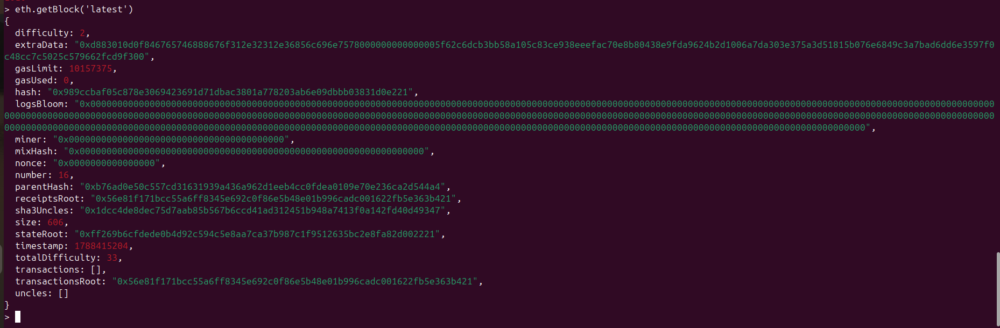 > eth.getBlock('latest')
{
  difficulty: 2,
  extraData: "0xd883010d0f846765746888676f312e32312e36856c696e7578000000000000005f62c6dcb3bb58a105c83ce938eeefac70e8b80438e9fda9624b2d1006a7da303e375a3d51815b076e6849c3a7bad6dd6e3597f0
c48cc7c5025c579662fcd9f300",
  gasLimit: 10157375,
  gasUsed: 0,
  hash: "0x989ccbaf05c878e3069423691d71dbac3801a778203ab6e09dbbb03831d0e221",
  logsBloom: "0x00000000000000000000000000000000000000000000000000000000000000000000000000000000000000000000000000000000000000000000000000000000000000000000000000000000000000000000000000
0000000000000000000000000000000000000000000000000000000000000000000000000000000000000000000000000000000000000000000000000000000000000000000000000000000000000000000000000000000000000000
0000000000000000000000000000000000000000000000000000000000000000000000000000000000000000000000000000000000000000000000000000000000000000000000000000000000000000",
  miner: "0x0000000000000000000000000000000000000000",
  mixHash: "0x0000000000000000000000000000000000000000000000000000000000000000",
  nonce: "0x0000000000000000",
  number: 16,
  parentHash: "0xb76ad0e50c557cd31631939a436a962d1eeb4cc0fdea0109e70e236ca2d544a4",
  receiptsRoot: "0x56e81f171bcc55a6ff8345e692c0f86e5b48e01b996cadc001622fb5e363b421",
  sha3Uncles: "0x1dcc4de8dec75d7aab85b567b6ccd41ad312451b948a7413f0a142fd40d49347",
  size: 606,
  stateRoot: "0xff269b6cfdede0b4d92c594c5e8aa7ca37b987c1f9512635bc2e8fa82d002221",
  timestamp: 1788415204,
  totalDifficulty: 33,
  transactions: [],
  transactionsRoot: "0x56e81f171bcc55a6ff8345e692c0f86e5b48e01b996cadc001622fb5e363b421",
  uncles: []
}
>